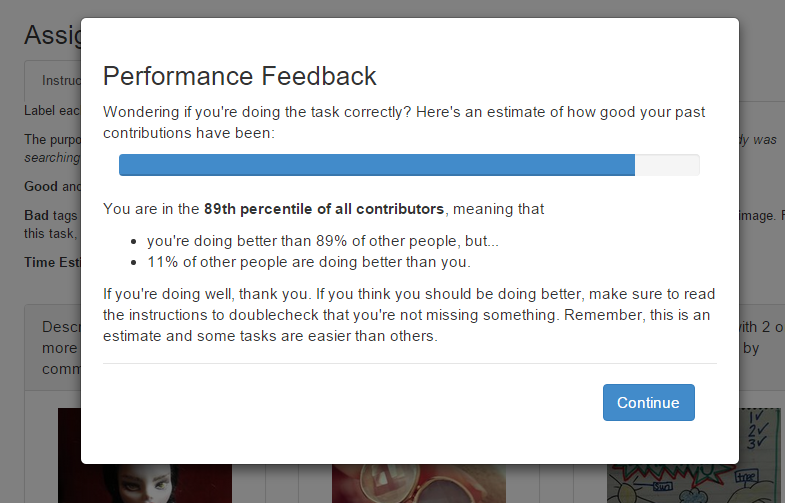 Assig
Performance Feedback
Instruc
Wondering if you're doing the task correctly? Here's an estimate of how good your past
Label eac
contributions have been:
The purpo
dy was
searching
Good and
You are in the 89th percentile of all contributors, meaning that
Bad tags
image. F
this task,
you're doing better than 89% of other people, but...
Time Esti
11% of other people are doing better than you.
If you're doing well, thank you. If you think you should be doing better, make sure to read
the instructions to doublecheck that you're not missing something. Remember, this is an
estimate and some tasks are easier than others.
Descr
with 2 o
more
by
comm
Continue
1✓
2✓
3✓
Sun
tree